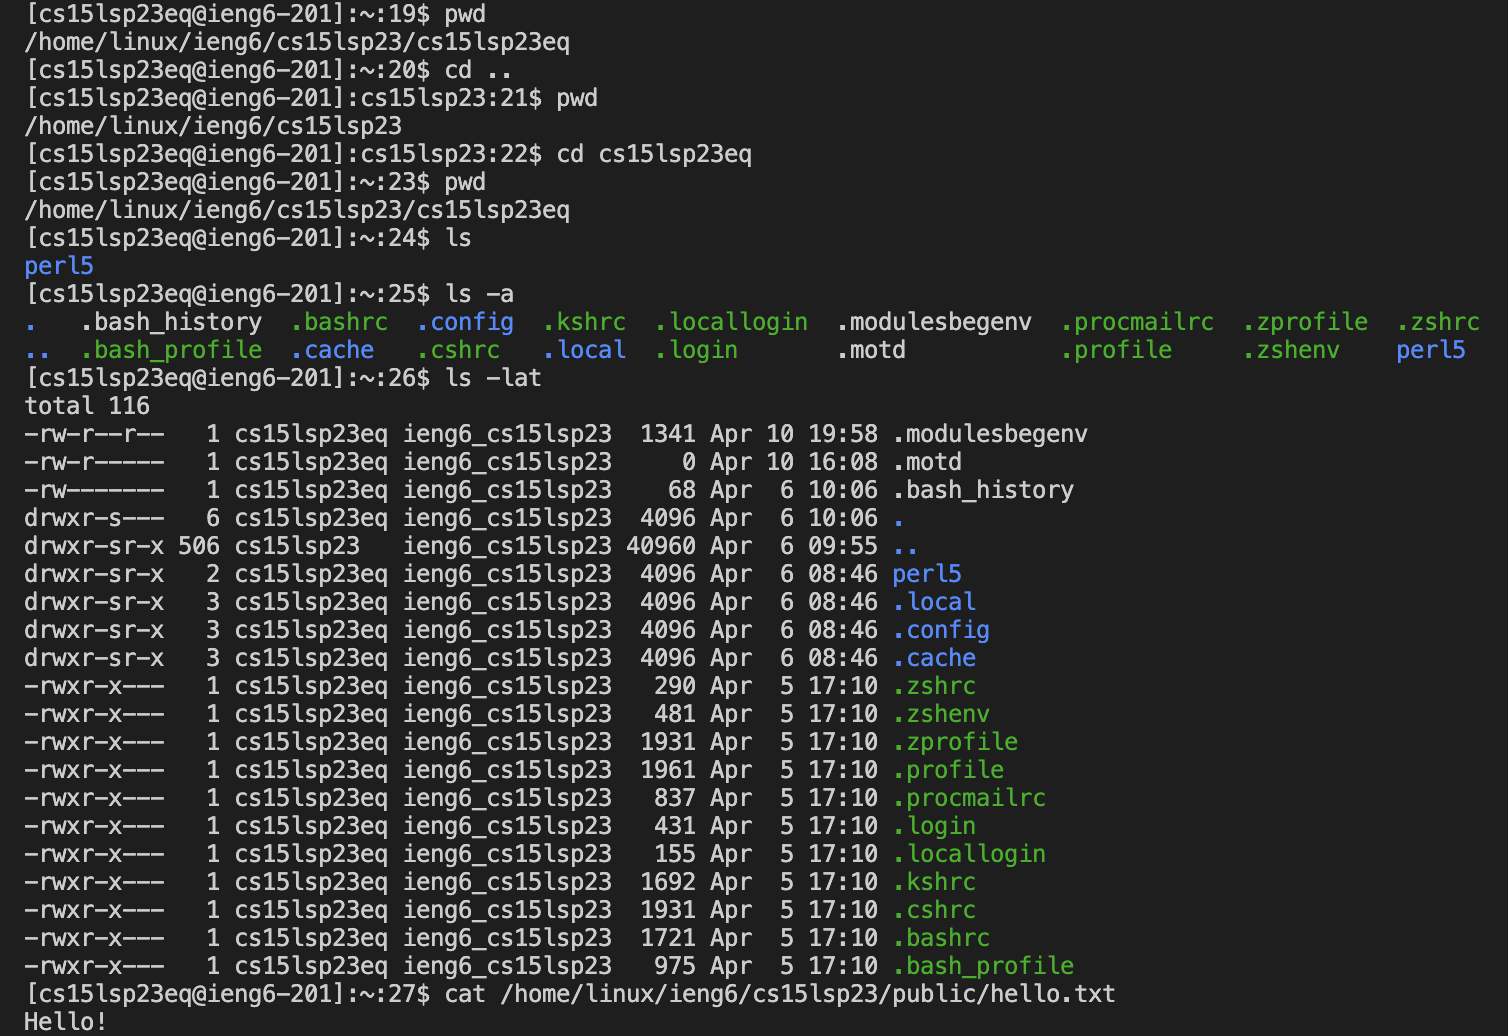 [cs15lsp23eq@ieng6-201]:~:19$ pwd
/home/linux/ieng6/cs15lsp23/cs15lsp23eq
[cs15lsp23eq@ieng6-201]:~:20$ cd ..
[cs15lsp23eq@ieng6-201]:cs15lsp23:21$ pwd
/home/linux/ieng6/cs15lsp23
[cs15lsp23eq@ieng6-201]:cs15lsp23:22$ cd cs15lsp23eq
[cs15lsp23eq@ieng6-201]:~:23$ pwd
/home/linux/ieng6/cs15lsp23/cs15lsp23eq
[cs15lsp23eq@ieng6-201]:~:24$ ls
perl5
[cs15lsp23eq@ieng6-201]:~:25$ ls -a
.   .bash_history  .bashrc  .config  .kshrc  .locallogin  .modulesbegenv  .procmailrc  .zprofile  .zshrc
..  .bash_profile  .cache   .cshrc   .local  .login       .motd           .profile     .zshenv    perl5
[cs15lsp23eq@ieng6-201]:~:26$ ls -lat
total 116
-rw-r--r--   1 cs15lsp23eq ieng6_cs15lsp23  1341 Apr 10 19:58 .modulesbegenv
-rw-r-----   1 cs15lsp23eq ieng6_cs15lsp23     0 Apr 10 16:08 .motd
-rw-------   1 cs15lsp23eq ieng6_cs15lsp23    68 Apr  6 10:06 .bash_history
drwxr-s---   6 cs15lsp23eq ieng6_cs15lsp23  4096 Apr  6 10:06 .
drwxr-sr-x 506 cs15lsp23   ieng6_cs15lsp23 40960 Apr  6 09:55 ..
drwxr-sr-x   2 cs15lsp23eq ieng6_cs15lsp23  4096 Apr  6 08:46 perl5
drwxr-sr-x   3 cs15lsp23eq ieng6_cs15lsp23  4096 Apr  6 08:46 .local
drwxr-sr-x   3 cs15lsp23eq ieng6_cs15lsp23  4096 Apr  6 08:46 .config
drwxr-sr-x   3 cs15lsp23eq ieng6_cs15lsp23  4096 Apr  6 08:46 .cache
-rwxr-x---   1 cs15lsp23eq ieng6_cs15lsp23   290 Apr  5 17:10 .zshrc
-rwxr-x---   1 cs15lsp23eq ieng6_cs15lsp23   481 Apr  5 17:10 .zshenv
-rwxr-x---   1 cs15lsp23eq ieng6_cs15lsp23  1931 Apr  5 17:10 .zprofile
-rwxr-x---   1 cs15lsp23eq ieng6_cs15lsp23  1961 Apr  5 17:10 .profile
-rwxr-x---   1 cs15lsp23eq ieng6_cs15lsp23   837 Apr  5 17:10 .procmailrc
-rwxr-x---   1 cs15lsp23eq ieng6_cs15lsp23   431 Apr  5 17:10 .login
-rwxr-x---   1 cs15lsp23eq ieng6_cs15lsp23   155 Apr  5 17:10 .locallogin
-rwxr-x---   1 cs15lsp23eq ieng6_cs15lsp23  1692 Apr  5 17:10 .kshrc
-rwxr-x---   1 cs15lsp23eq ieng6_cs15lsp23  1931 Apr  5 17:10 .cshrc
-rwxr-x---   1 cs15lsp23eq ieng6_cs15lsp23  1721 Apr  5 17:10 .bashrc
-rwxr-x---   1 cs15lsp23eq ieng6_cs15lsp23   975 Apr  5 17:10 .bash_profile
[cs15lsp23eq@ieng6-201]:~:27$ cat /home/linux/ieng6/cs15lsp23/public/hello.txt
Hello!